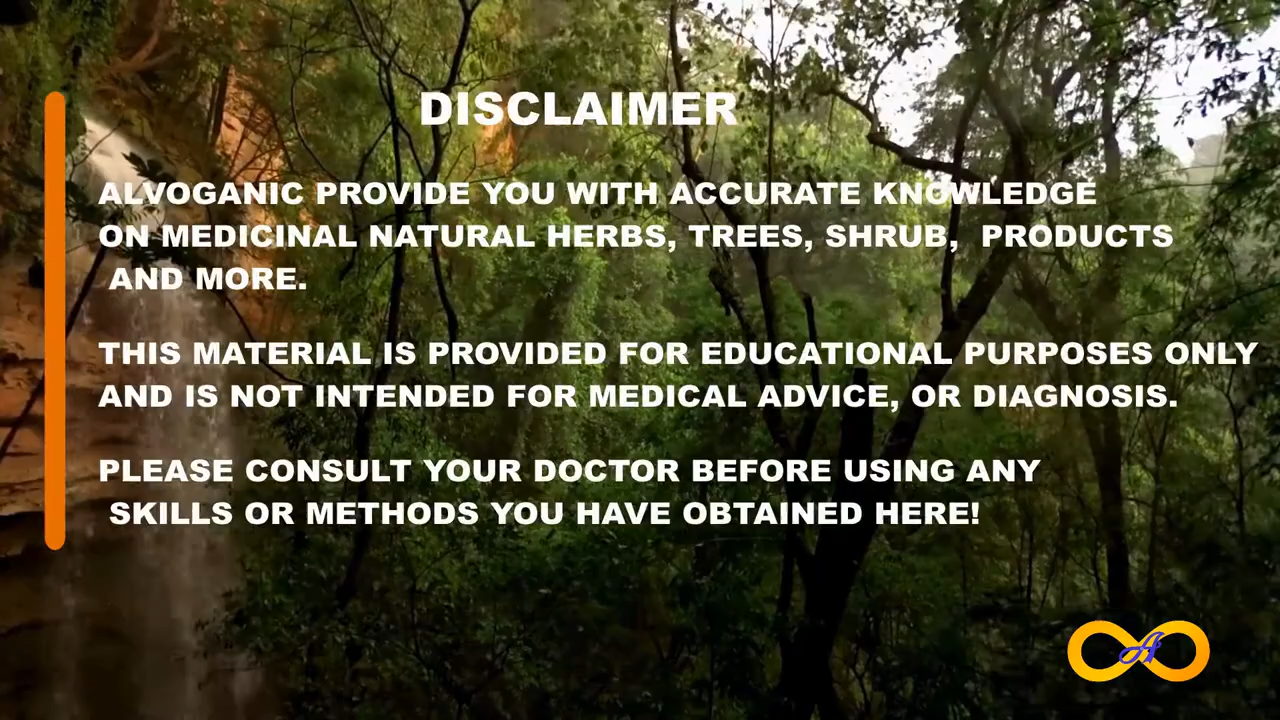 DISCLAIMER
ALVOGANIC PROVIDE YOU WITH ACCURATE KNOWLEDGE
ON MEDICINAL NATURAL HERBS, TREES, SHRUB, PRODUCTS
AND MORE.
THIS MATERIAL IS PROVIDED FOR EDUCATIONAL PURPOSES ONLY
AND IS NOT INTENDED FOR MEDICAL ADVICE, OR DIAGNOSIS.
PLEASE CONSULT YOUR DOCTOR BEFORE USING ANY
SKILLS OR METHODS YOU HAVE OBTAINED HERE!
A